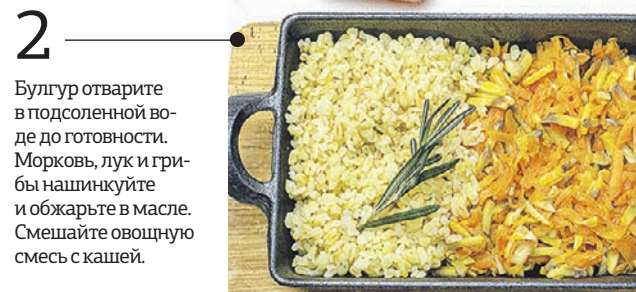 2
Булгур отварите
в подсоленной во-
де до готовности.
Морковь, лук и гри-
бы нашинкуйте
и обжарьте в масле.
Смешайте овощную
смесь с кашей.